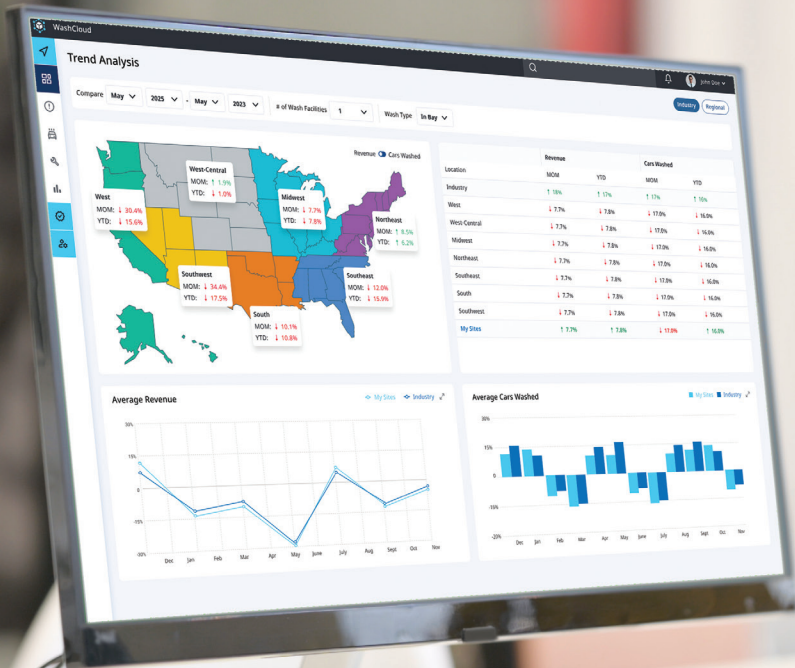 WashCloud
John Doe
Trend Analysis
Industry Regional
Compare May 2025 - May 2023 # of Wash Facilities 1 Wash Type In Bay
Revenue Cars Washed
West-Central
MOM: ↑ 1.9%
YTD: ↓ 1.0%
West
MOM: ↓ 30.4%
YTD: ↓ 15.6%
Midwest
MOM: ↓ 7.7%
YTD: ↓ 7.8%
Northeast
MOM: ↑ 8.5%
YTD: ↑ 6.2%
Southwest
MOM: ↓ 34.4%
YTD: ↓ 17.5%
Southeast
MOM: ↓ 12.0%
YTD: ↓ 15.9%
South
MOM: ↓ 10.1%
YTD: ↓ 10.8%
Revenue Cars Washed
Location MOM YTD MOM YTD
Industry ↑ 18% ↑ 17% ↑ 17% ↑ 16%
West ↓ 7.7% ↓ 7.8% ↓ 17.0% ↓ 16.0%
West-Central ↓ 7.7% ↓ 7.8% ↓ 17.0% ↓ 16.0%
Midwest ↓ 7.7% ↓ 7.8% ↓ 17.0% ↓ 16.0%
Northeast ↓ 7.7% ↓ 7.8% ↓ 17.0% ↓ 16.0%
Southeast ↓ 7.7% ↓ 7.8% ↓ 17.0% ↓ 16.0%
South ↓ 7.7% ↓ 7.8% ↓ 17.0% ↓ 16.0%
Southwest ↓ 7.7% ↓ 7.8% ↓ 17.0% ↓ 16.0%
My Sites ↑ 7.7% ↑ 7.8% ↓ 17.0% ↑ 16.0%
Average Revenue
My Sites Industry
30%
15%
0
-15%
-30%
Dec Jan Feb Mar Apr May June July Aug Sept Oct Nov
Average Cars Washed
My Sites Industry
30%
15%
0
-10%
-20%
Dec Jan Feb Mar Apr May June July Aug Sept Oct Nov